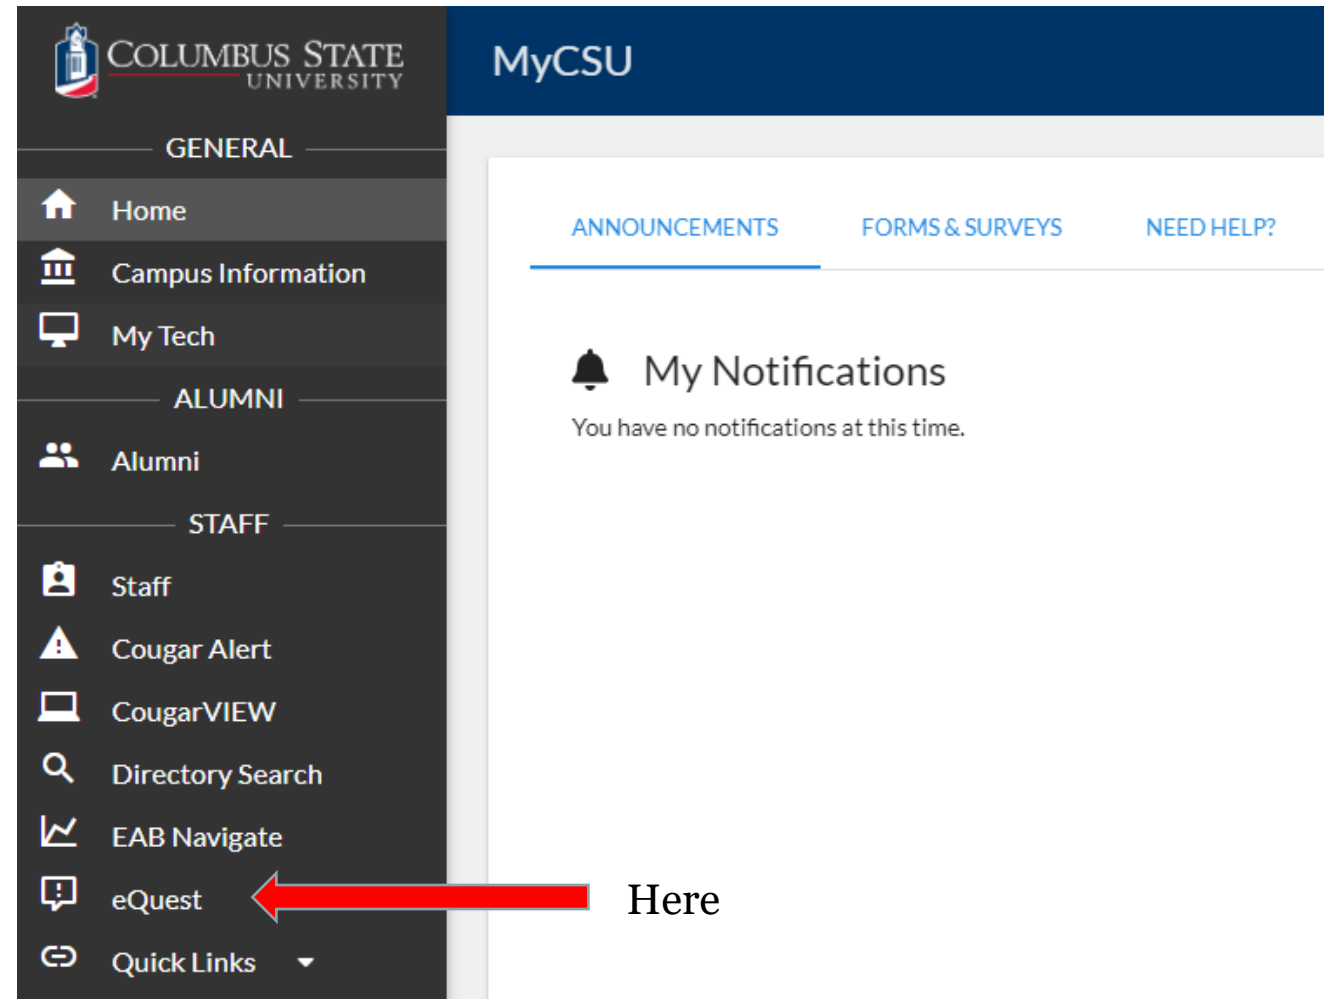 COLUMBUS STATE
UNIVERSITY
MyCSU
GENERAL
Home
Campus Information
My Tech
ALUMNI
Alumni
STAFF
Staff
Cougar Alert
CougarVIEW
Directory Search
EAB Navigate
eQuest
Quick Links
ANNOUNCEMENTS FORMS & SURVEYS NEED HELP?
My Notifications
You have no notifications at this time.
Here